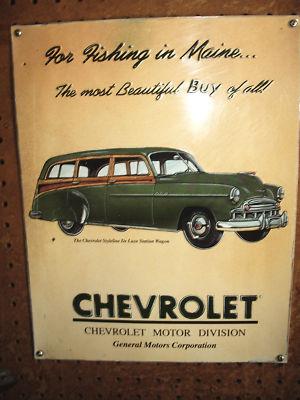 For Fishing in Maine...
The most Beautiful BUY of all!
The Chevrolet Styleline De Luxe Station Wagon
CHEVROLET
CHEVROLET MOTOR DIVISION
General Motors Corporation